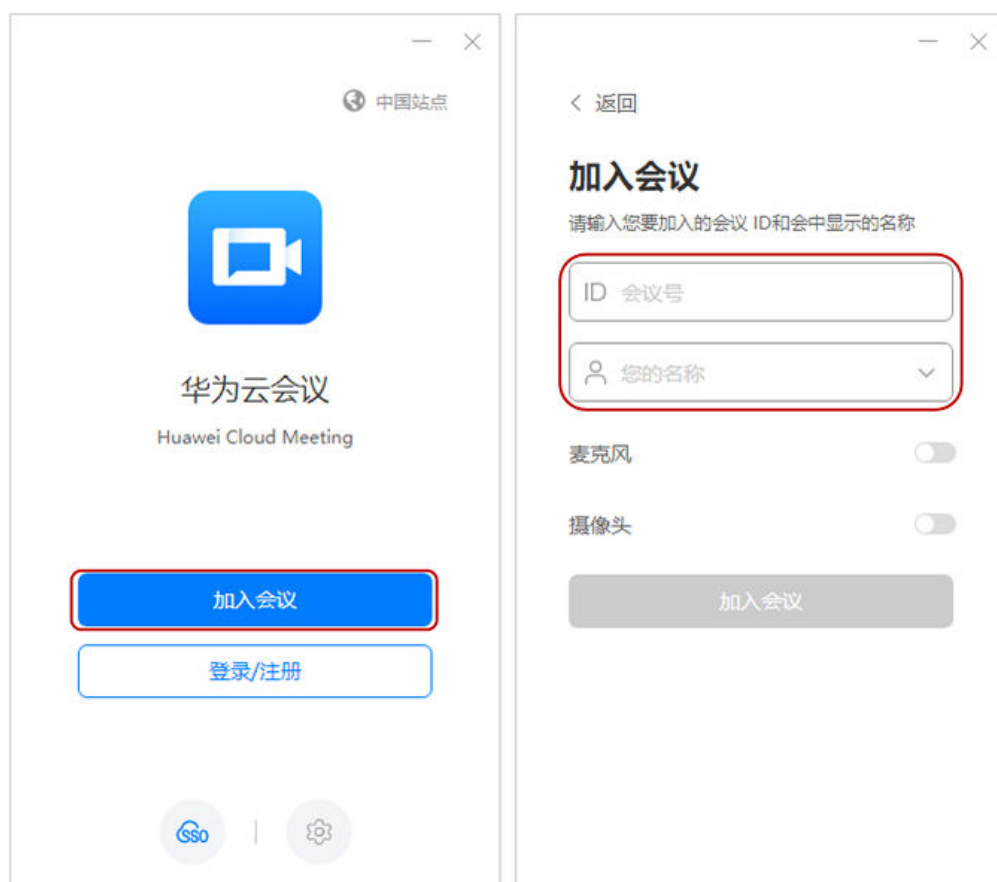 中国站点
华为云会议
Huawei Cloud Meeting
加入会议
登录/注册
SSO
返回
加入会议
请输入您要加入的会议 ID和会中显示的名称
ID 会议号
您的名称
麦克风
摄像头
加入会议